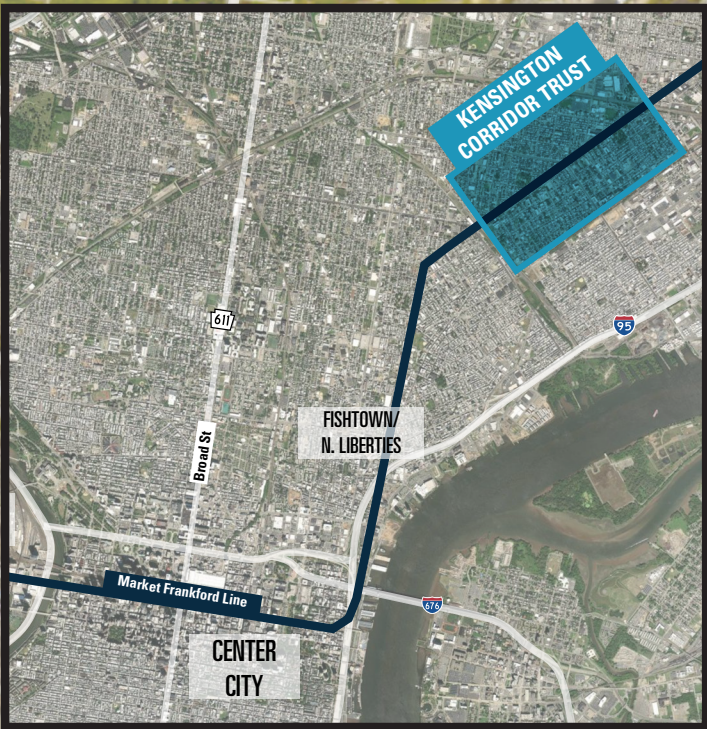 KENSINGTON
CORRIDOR TRUST
611
95
FISHTOWN/
N. LIBERTIES
Broad St
Market Frankford Line
676
CENTER
CITY